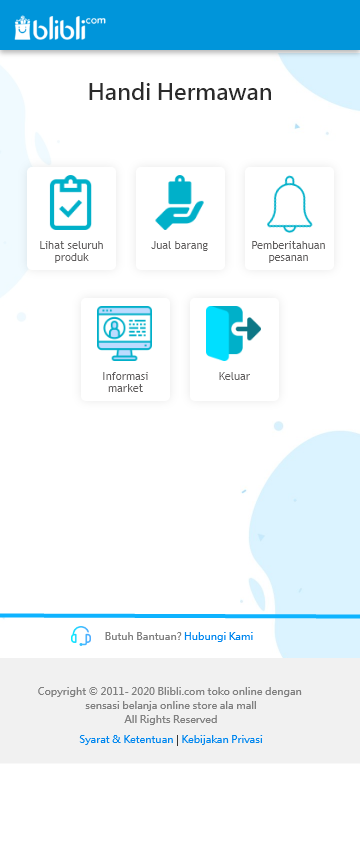 blibli.com
Handi Hermawan
Lihat seluruh
produk
Jual barang
Pemberitahuan
pesanan
Informasi
market
Keluar
Butuh Bantuan? Hubungi Kami
Copyright © 2011- 2020 Blibli.com toko online dengan
sensasi belanja online store ala mall
All Rights Reserved
Syarat & Ketentuan | Kebijakan Privasi